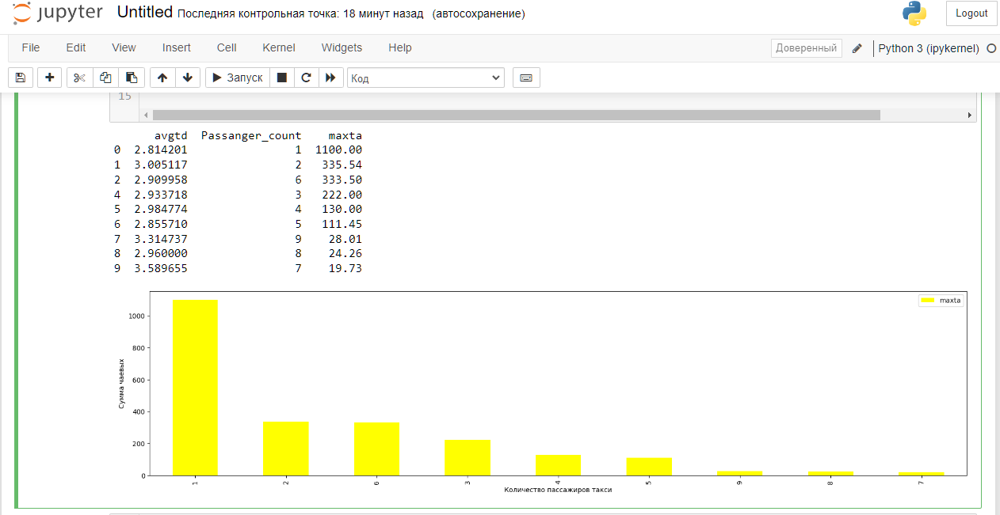 jupyter Untitled Последняя контрольная точка: 18 минут назад (автосохранение) Logout
File Edit View Insert Cell Kernel Widgets Help Доверенный Python 3 (ipykernel)
Запуск Код
15
avgtd Passanger_count maxta
0 2.814201 1 1100.00
1 3.005117 2 335.54
2 2.909958 6 333.50
4 2.933718 3 222.00
5 2.984774 4 130.00
6 2.855710 5 111.45
7 3.314737 9 28.01
8 2.960000 8 24.26
9 3.589655 7 19.73
maxta
1000
800
600
400
200
0
Сумма чаевых
1 2 6 3 4 5 9 8 7
Количество пассажиров такси